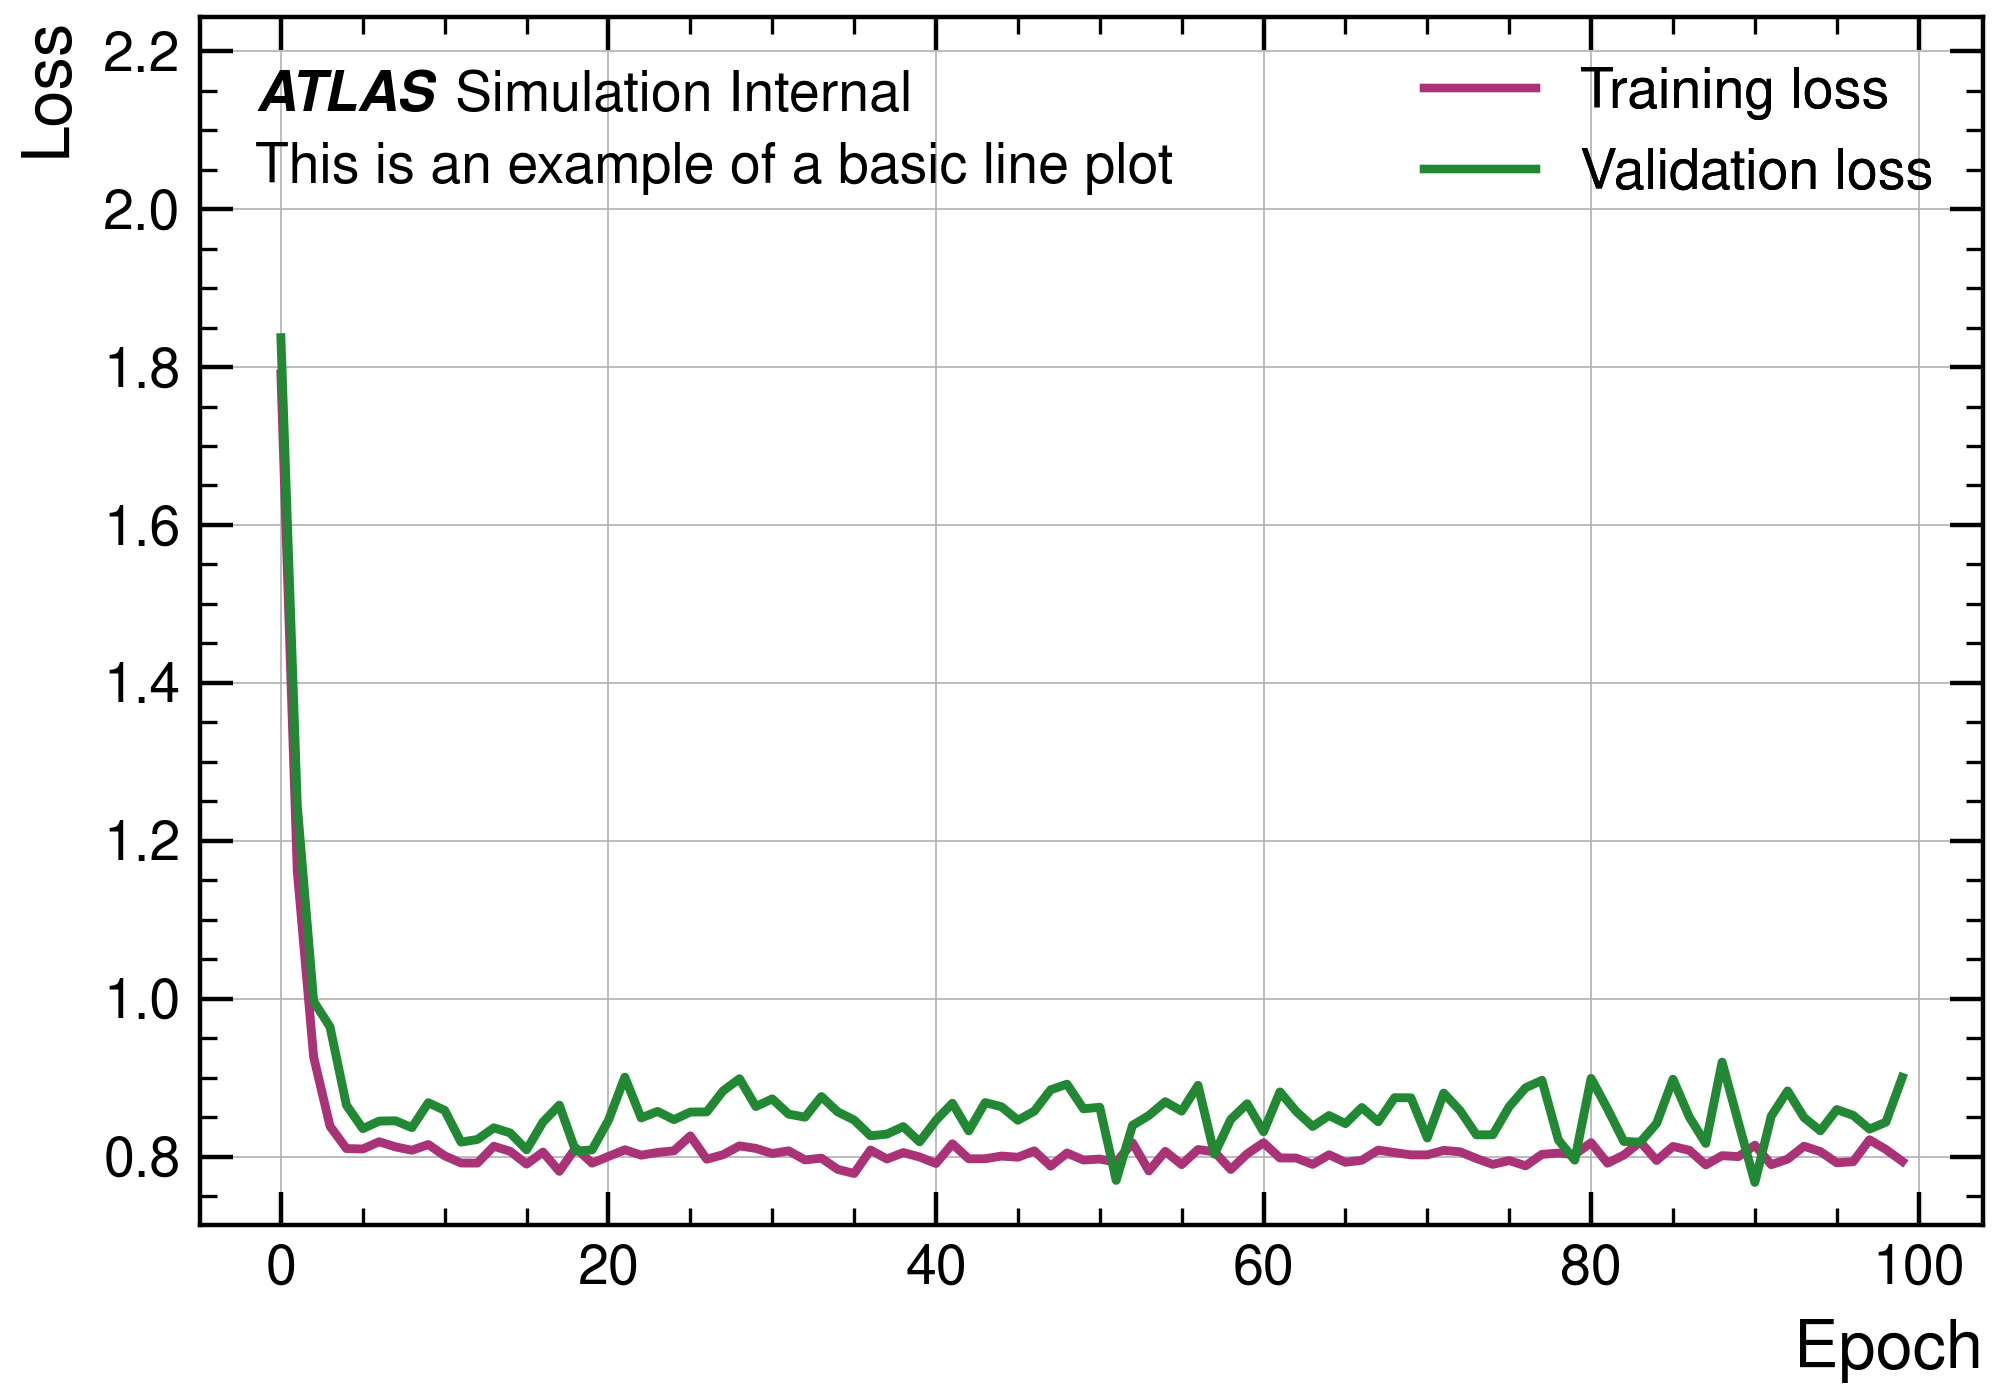 Loss
2.2
2.0
1.8
1.6
1.4
1.2
1.0
0.8
ATLAS Simulation Internal
This is an example of a basic line plot
Training loss
Validation loss
0 20 40 60 80 100
Epoch